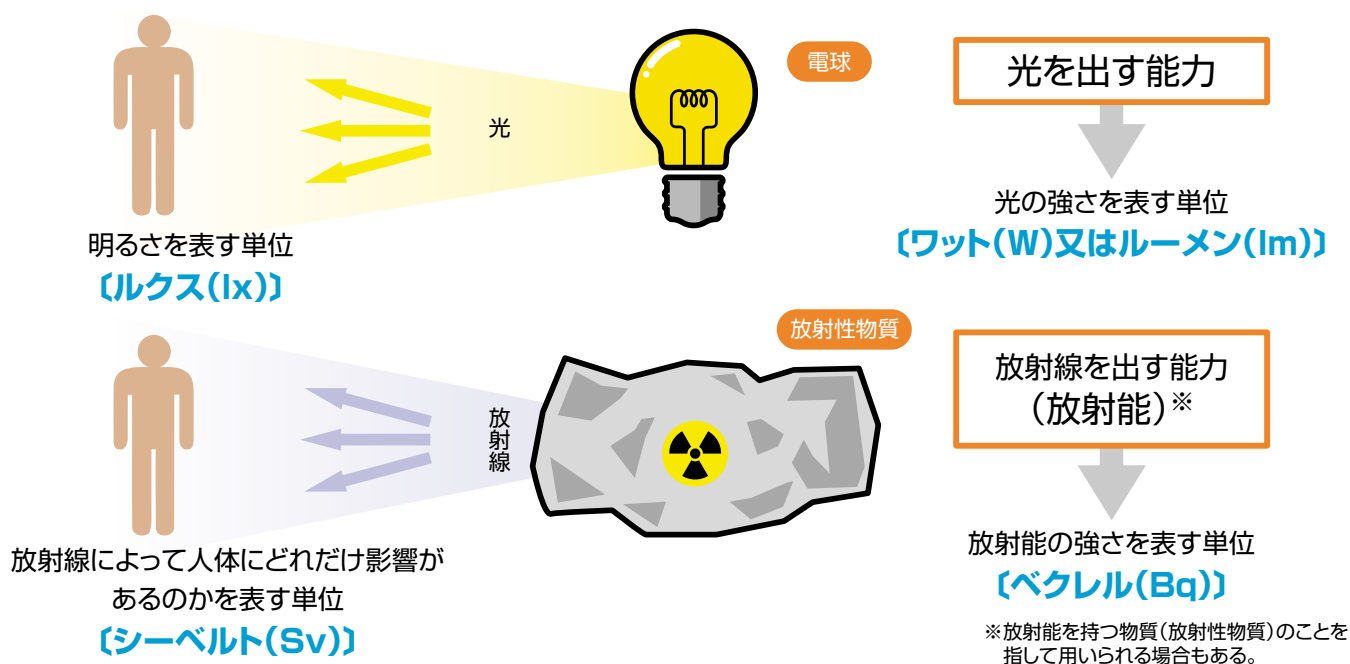 電球
光を出す能力
光
光の強さを表す単位
〔ワット(W)又はルーメン(lm)〕
明るさを表す単位
〔ルクス(lx)〕
放射性物質
放射線を出す能力
(放射能)※
放射線
放射能の強さを表す単位
〔ベクレル(Bq)〕
放射線によって人体にどれだけ影響が
あるのかを表す単位
〔シーベルト(Sv)〕
※放射能を持つ物質(放射性物質)のことを
指して用いられる場合もある。